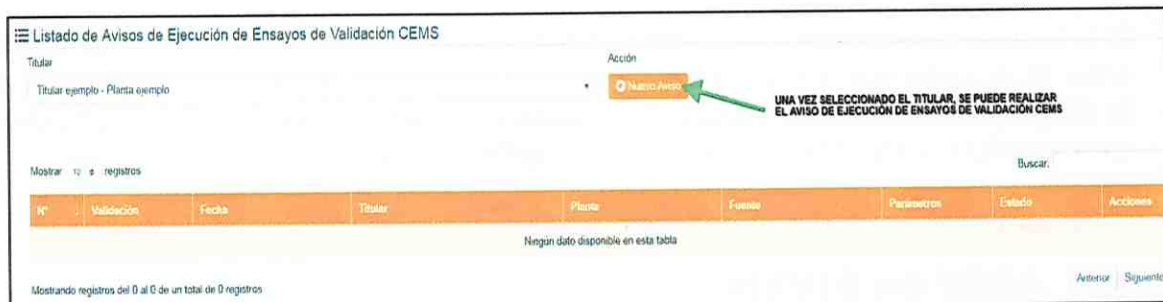 Listado de Avisos de Ejecución de Ensayos de Validación CEMS
Titular
Acción
Titular ejemplo - Planta ejemplo
Nuevo Aviso
UNA VEZ SELECCIONADO EL TITULAR, SE PUEDE REALIZAR
EL AVISO DE EJECUCIÓN DE ENSAYOS DE VALIDACIÓN CEMS
Mostrar registros
Buscar:
Nº Validación Fecha Titular Planta Fuente Parámetros Estado Acciones
Ningún dato disponible en esta tabla
Mostrando registros del 0 al 0 de un total de 0 registros
Anterior Siguiente